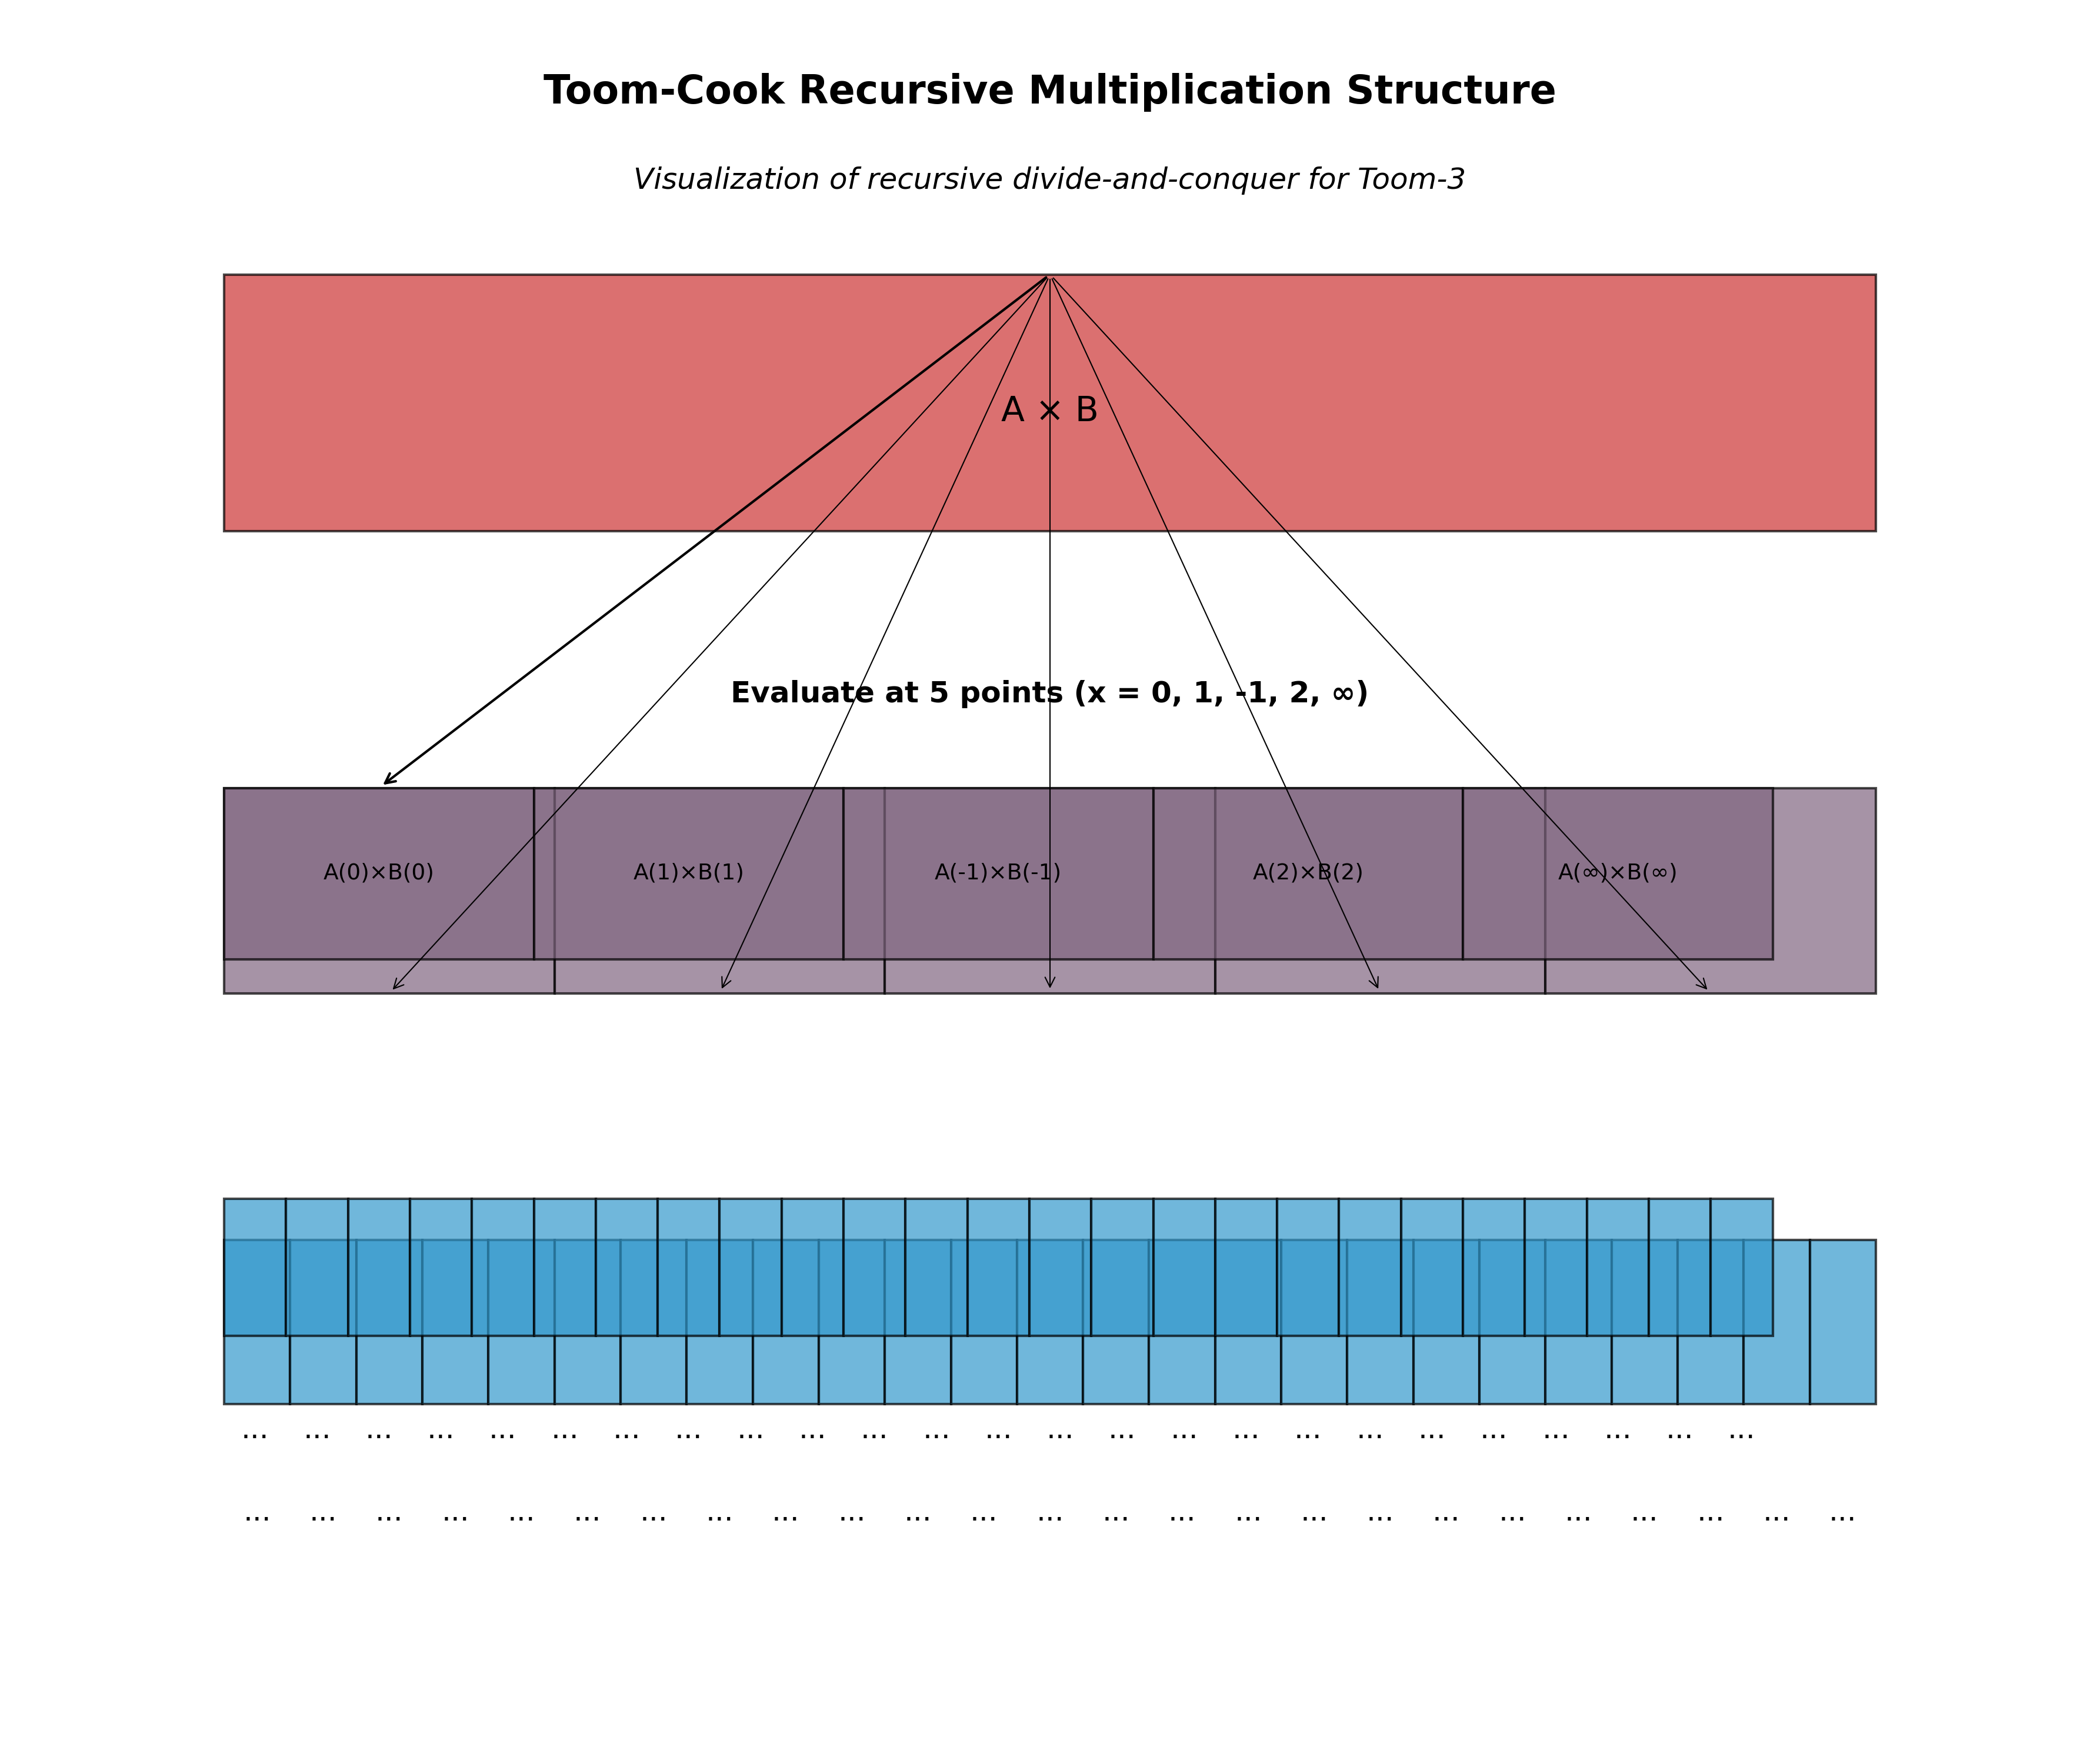 Toom-Cook Recursive Multiplication Structure
Visualization of recursive divide-and-conquer for Toom-3
A × B
Evaluate at 5 points (x = 0, 1, -1, 2, ∞)
A(0)×B(0) A(1)×B(1) A(-1)×B(-1) A(2)×B(2) A(∞)×B(∞)
... ... ... ... ... ... ... ... ... ... ... ... ... ... ... ... ... ... ... ... ... ... ... ... ...
... ... ... ... ... ... ... ... ... ... ... ... ... ... ... ... ... ... ... ... ... ... ... ... ...